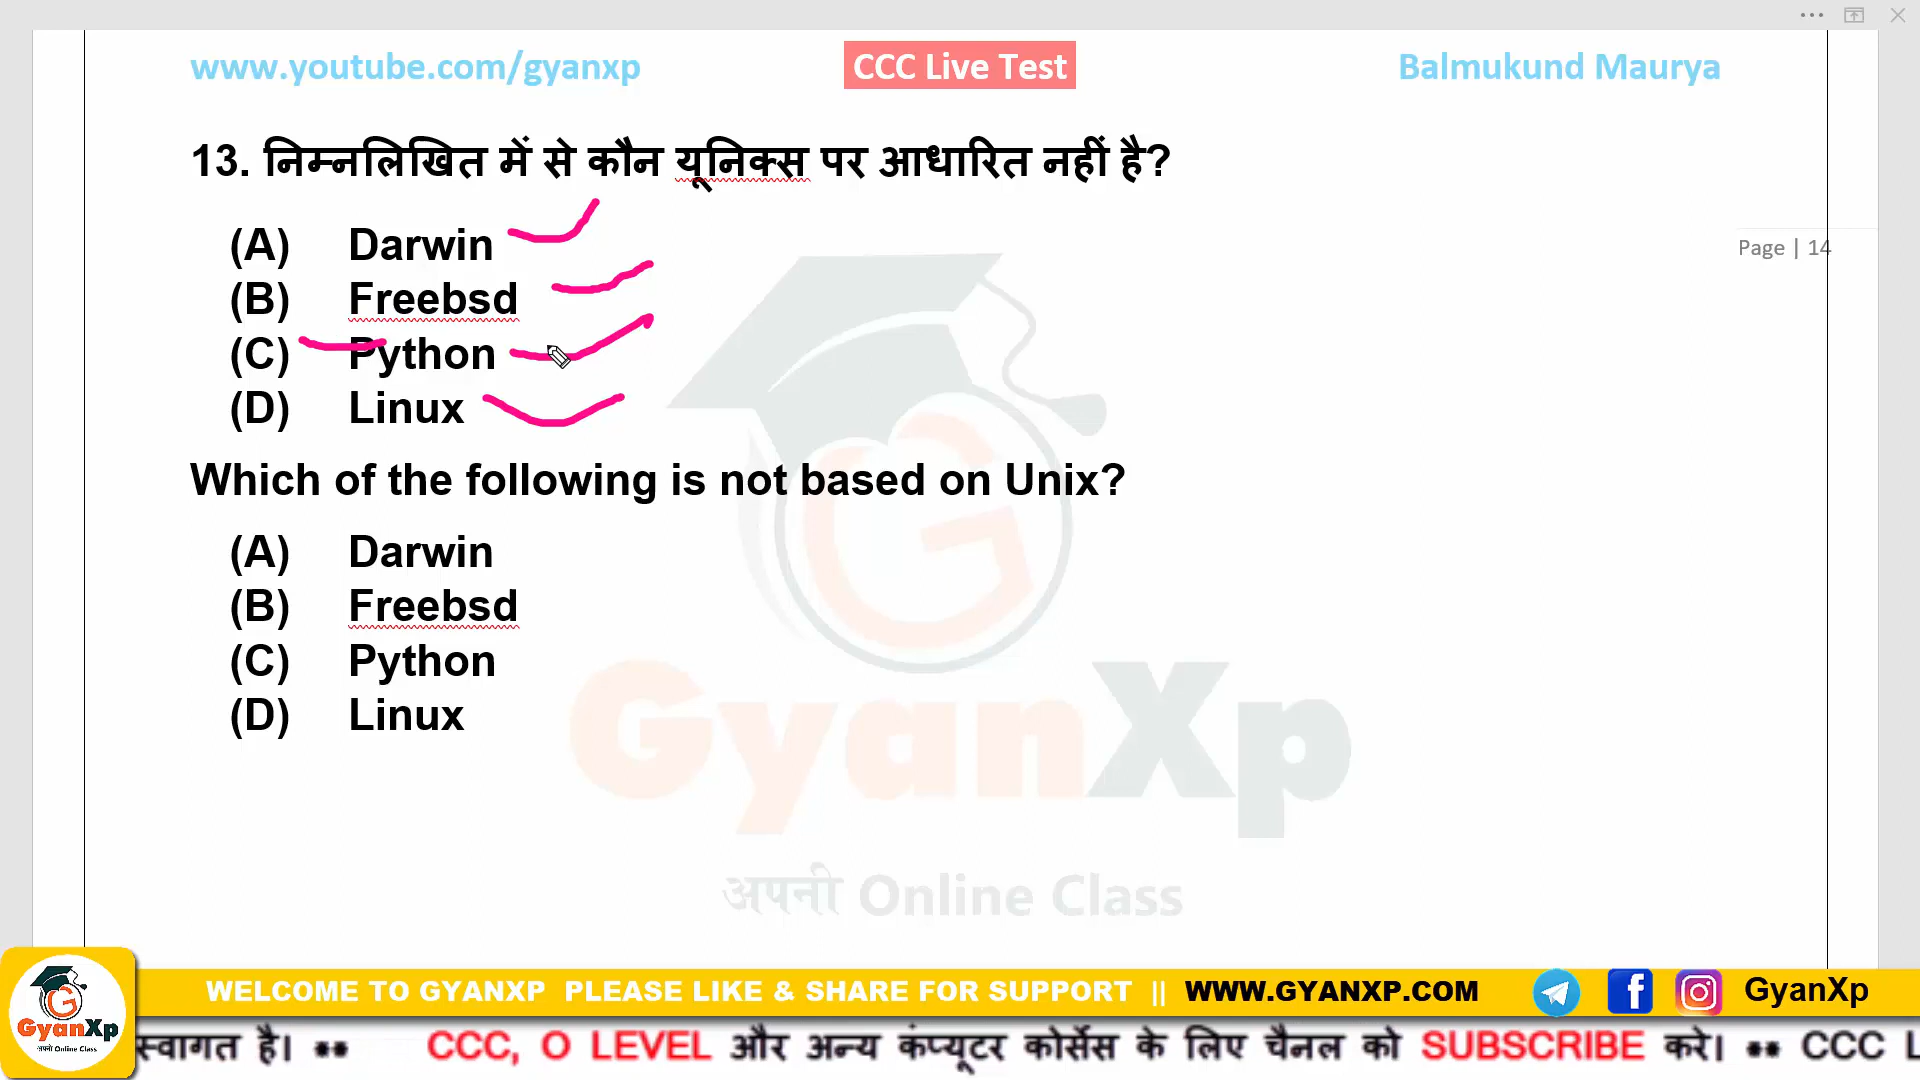 www.youtube.com/gyanxp CCC Live Test Balmukund Maurya
13. निम्नलिखित में से कौन यूनिक्स पर आधारित नहीं है?
(A) Darwin
Page | 14
(B) Freebsd
(C) Python
(D) Linux
Which of the following is not based on Unix?
(A) Darwin
(B) Freebsd
(C) Python
(D) Linux
GyanXp
अपनी Online Class
WELCOME TO GYANXP PLEASE LIKE & SHARE FOR SUPPORT || WWW.GYANXP.COM GyanXp
GyanXp
अपनी Online Class
स्वागत है। ** CCC, O LEVEL और अन्य कंप्यूटर कोर्सेस के लिए चैनल को SUBSCRIBE करे। ** CCC L